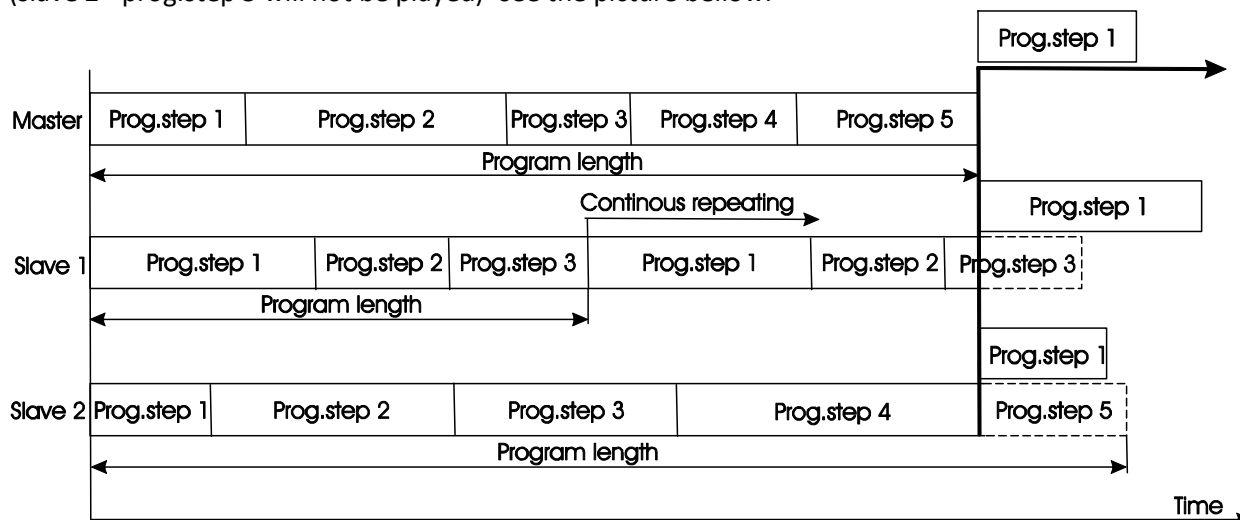 (slave 2 - prog.step 5 will not be played)- see the picture bellow.
Prog.step 1
Master Prog.step 1 Prog.step 2 Prog.step 3 Prog.step 4 Prog.step 5
Program length
Continous repeating
Prog.step 1
Slave 1 Prog.step 1 Prog.step 2 Prog.step 3 Prog.step 1 Prog.step 2 Prog.step 3
Program length
Prog.step 1
Slave 2 Prog.step 1 Prog.step 2 Prog.step 3 Prog.step 4 Prog.step 5
Program length
Time